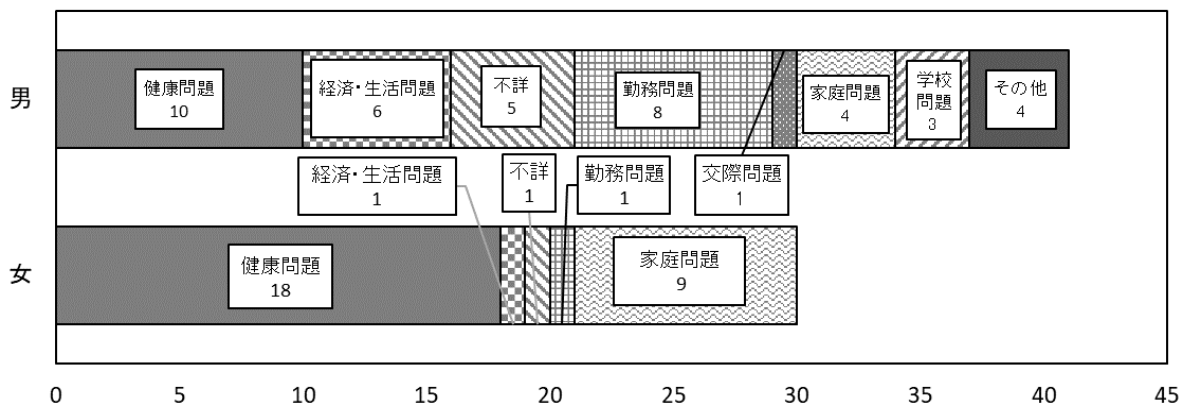 男
健康問題
10
経済・生活問題
6
不詳
5
勤務問題
8
家庭問題
4
学校
問題
3
その他
4
経済・生活問題
1
不詳
1
勤務問題
1
交際問題
1
女
健康問題
18
家庭問題
9
0 5 10 15 20 25 30 35 40 45